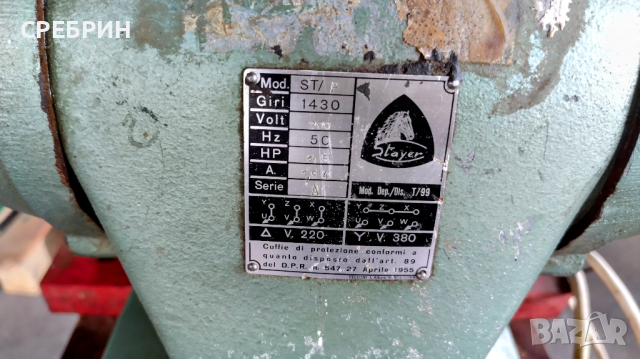 СРЕБРИН
Mod. ST/
Giri 1430
Volt
Hz 50
HP
A.
Serie
Stayer
Mod. Dep./Dis. T/99
Y Z X Y Z X
U V W U V W
Δ V. 220 Y V. 380
Cuffie di protezione conformi a
quanto disposto dall'art. 89
del D.P.R. n. 547 27 Aprile 1955
BAZAR